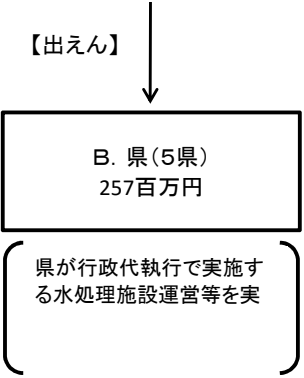 【出えん】
B. 県(5県)
257百万円
県が行政代執行で実施す
る水処理施設運営等を実